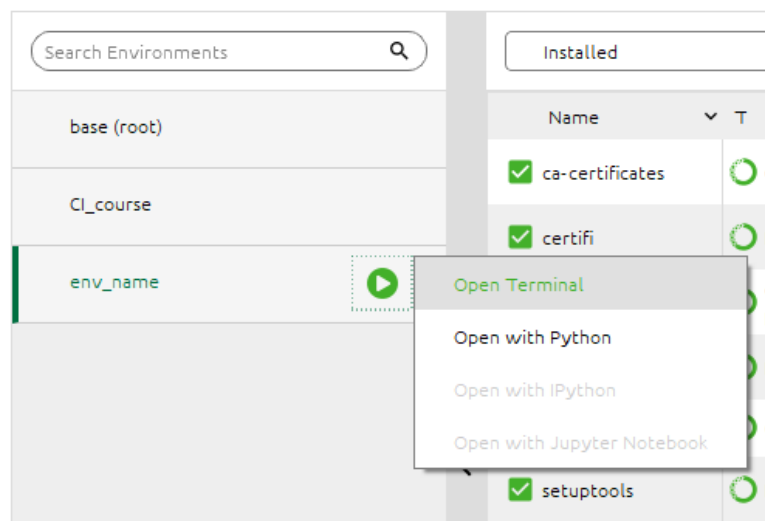 Search Environments
Installed
base (root)
CI_course
env_name
Name
T
ca-certificates
certifi
Open Terminal
Open with Python
Open with IPython
Open with Jupyter Notebook
setuptools